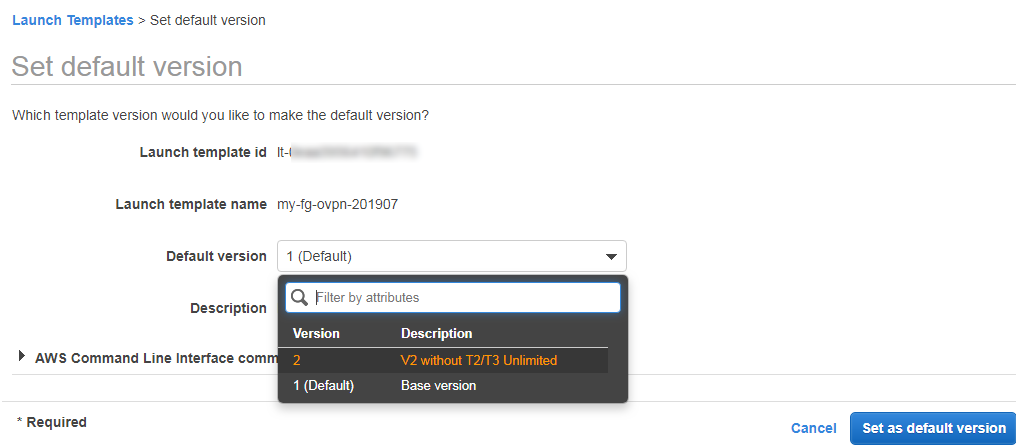 Launch Templates > Set default version
Set default version
Which template version would you like to make the default version?
Launch template id lt-
Launch template name my-fg-ovpn-201907
Default version 1 (Default)
Filter by attributes
Description
Version Description
2 V2 without T2/T3 Unlimited
AWS Command Line Interface comm
1 (Default) Base version
* Required
Cancel Set as default version